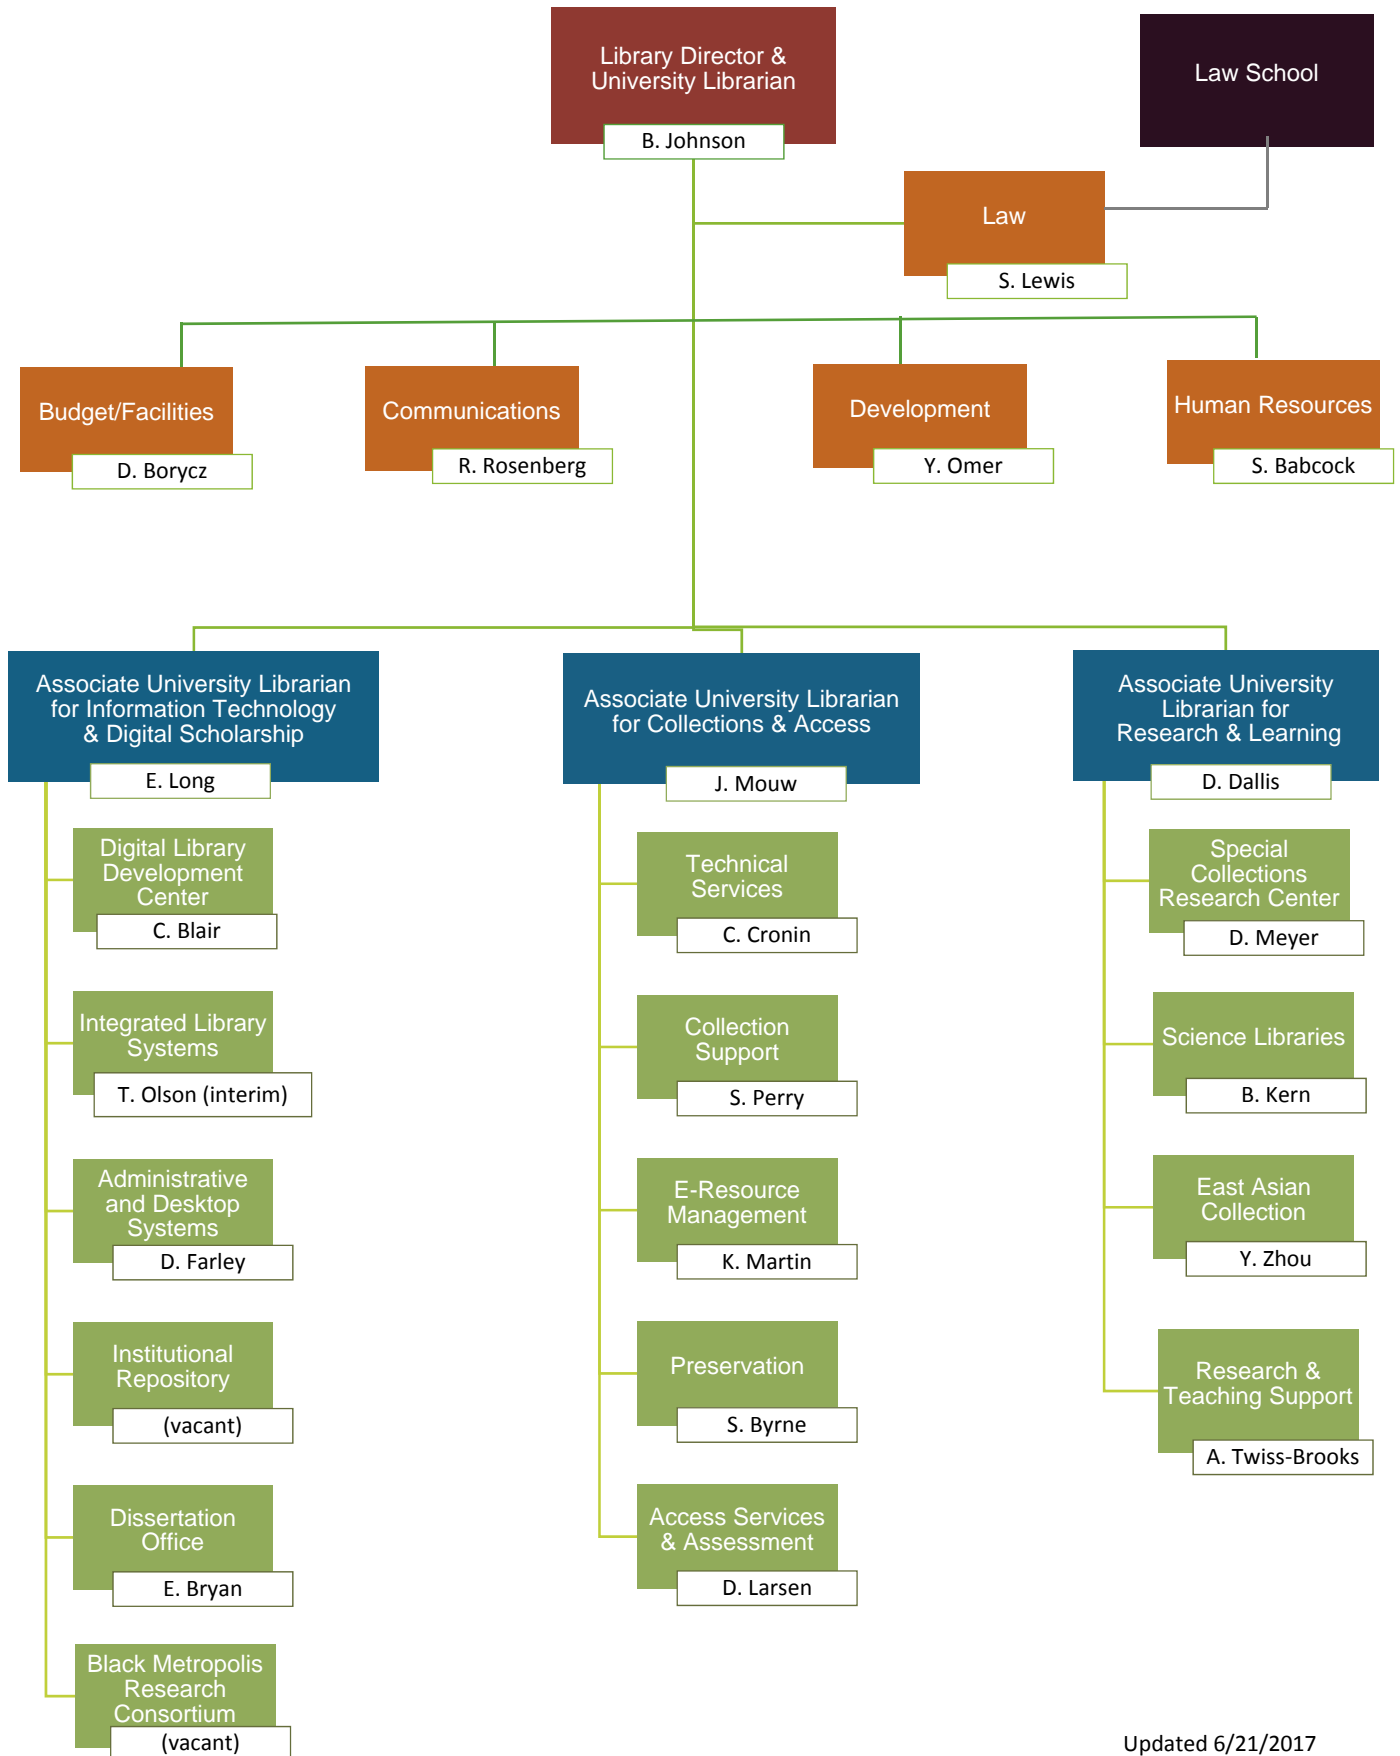 Library Director &
University Librarian
B. Johnson
Law School
Law
S. Lewis
Budget/Facilities
D. Borycz
Communications
R. Rosenberg
Development
Y. Omer
Human Resources
S. Babcock
Associate University Librarian
for Information Technology
& Digital Scholarship
E. Long
Digital Library
Development
Center
C. Blair
Integrated Library
Systems
T. Olson (interim)
Administrative
and Desktop
Systems
D. Farley
Institutional
Repository
(vacant)
Dissertation
Office
E. Bryan
Black Metropolis
Research
Consortium
(vacant)
Associate University Librarian
for Collections & Access
J. Mouw
Technical
Services
C. Cronin
Collection
Support
S. Perry
E-Resource
Management
K. Martin
Preservation
S. Byrne
Access Services
& Assessment
D. Larsen
Associate University
Librarian for
Research & Learning
D. Dallis
Special
Collections
Research Center
D. Meyer
Science Libraries
B. Kern
East Asian
Collection
Y. Zhou
Research &
Teaching Support
A. Twiss-Brooks
Updated 6/21/2017